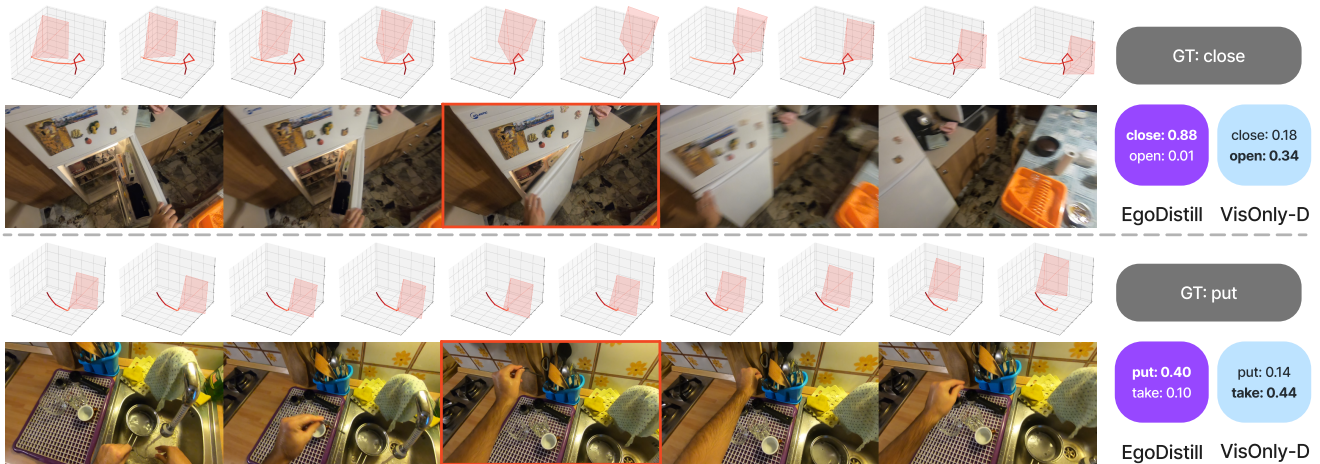 GT: close
close: 0.88
open: 0.01
close: 0.18
open: 0.34
EgoDistill
VisOnly-D
GT: put
put: 0.40
take: 0.10
put: 0.14
take: 0.44
EgoDistill
VisOnly-D